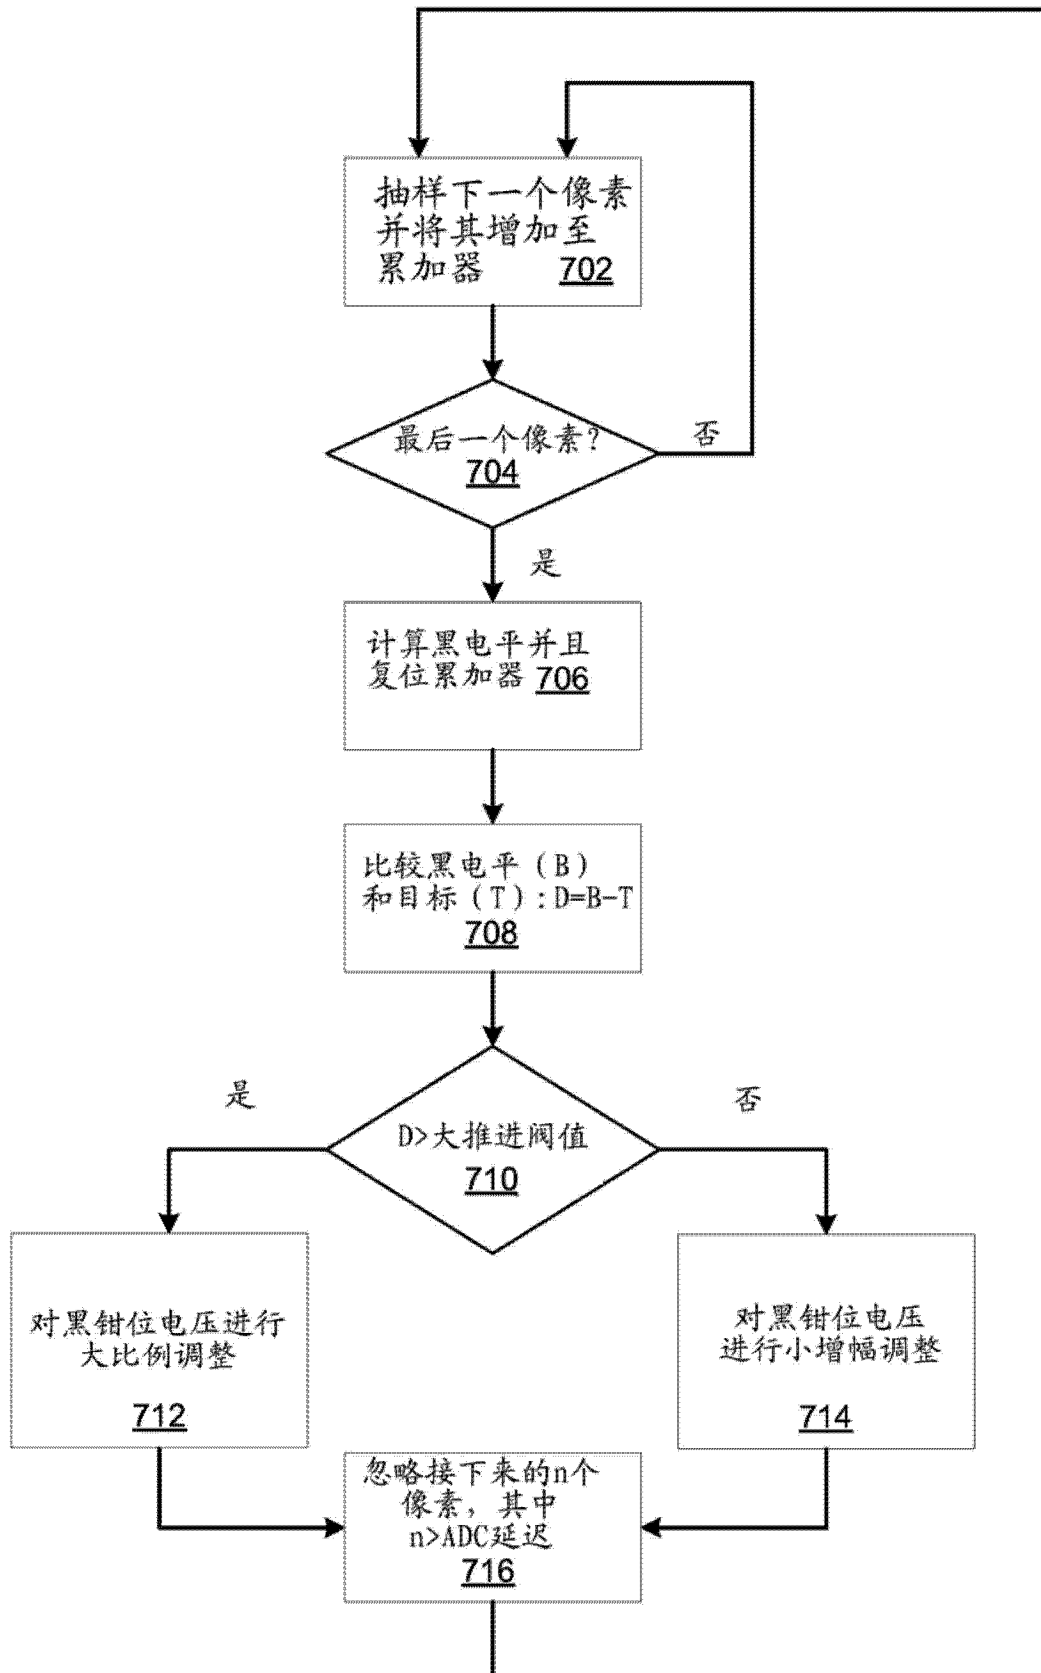 抽样下一个像素
并将其增加至
累加器 702
最后一个像素?
704
否
是
计算黑电平并且
复位累加器 706
比较黑电平（B）
和目标（T）:D=B-T
708
是
否
D>大推进阀值
710
对黑钳位电压进行
大比例调整
712
对黑钳位电压
进行小增幅调整
714
忽略接下来的n个
像素，其中
n>ADC延迟
716